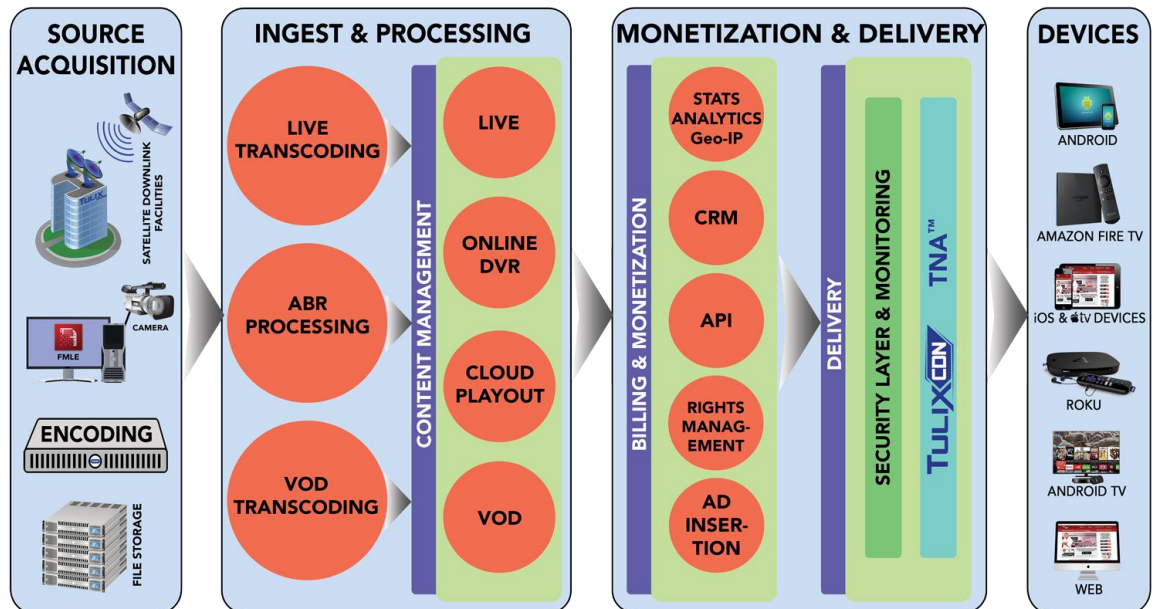 SOURCE
ACQUISITION
SATELLITE DOWNLINK
FACILITIES
TULIX
CAMERA
FMLE
ENCODING
FILE STORAGE
INGEST & PROCESSING
LIVE
TRANSCODING
ABR
PROCESSING
VOD
TRANSCODING
CONTENT MANAGEMENT
LIVE
ONLINE
DVR
CLOUD
PLAYOUT
VOD
MONETIZATION & DELIVERY
BILLING & MONETIZATION
STATS
ANALYTICS
Geo-IP
CRM
API
RIGHTS
MANAG-
EMENT
AD
INSER-
TION
DELIVERY
SECURITY LAYER & MONITORING
TULIXCON TNA™
DEVICES
ANDROID
AMAZON FIRE TV
iOS & tv DEVICES
ROKU
ANDROID TV
WEB